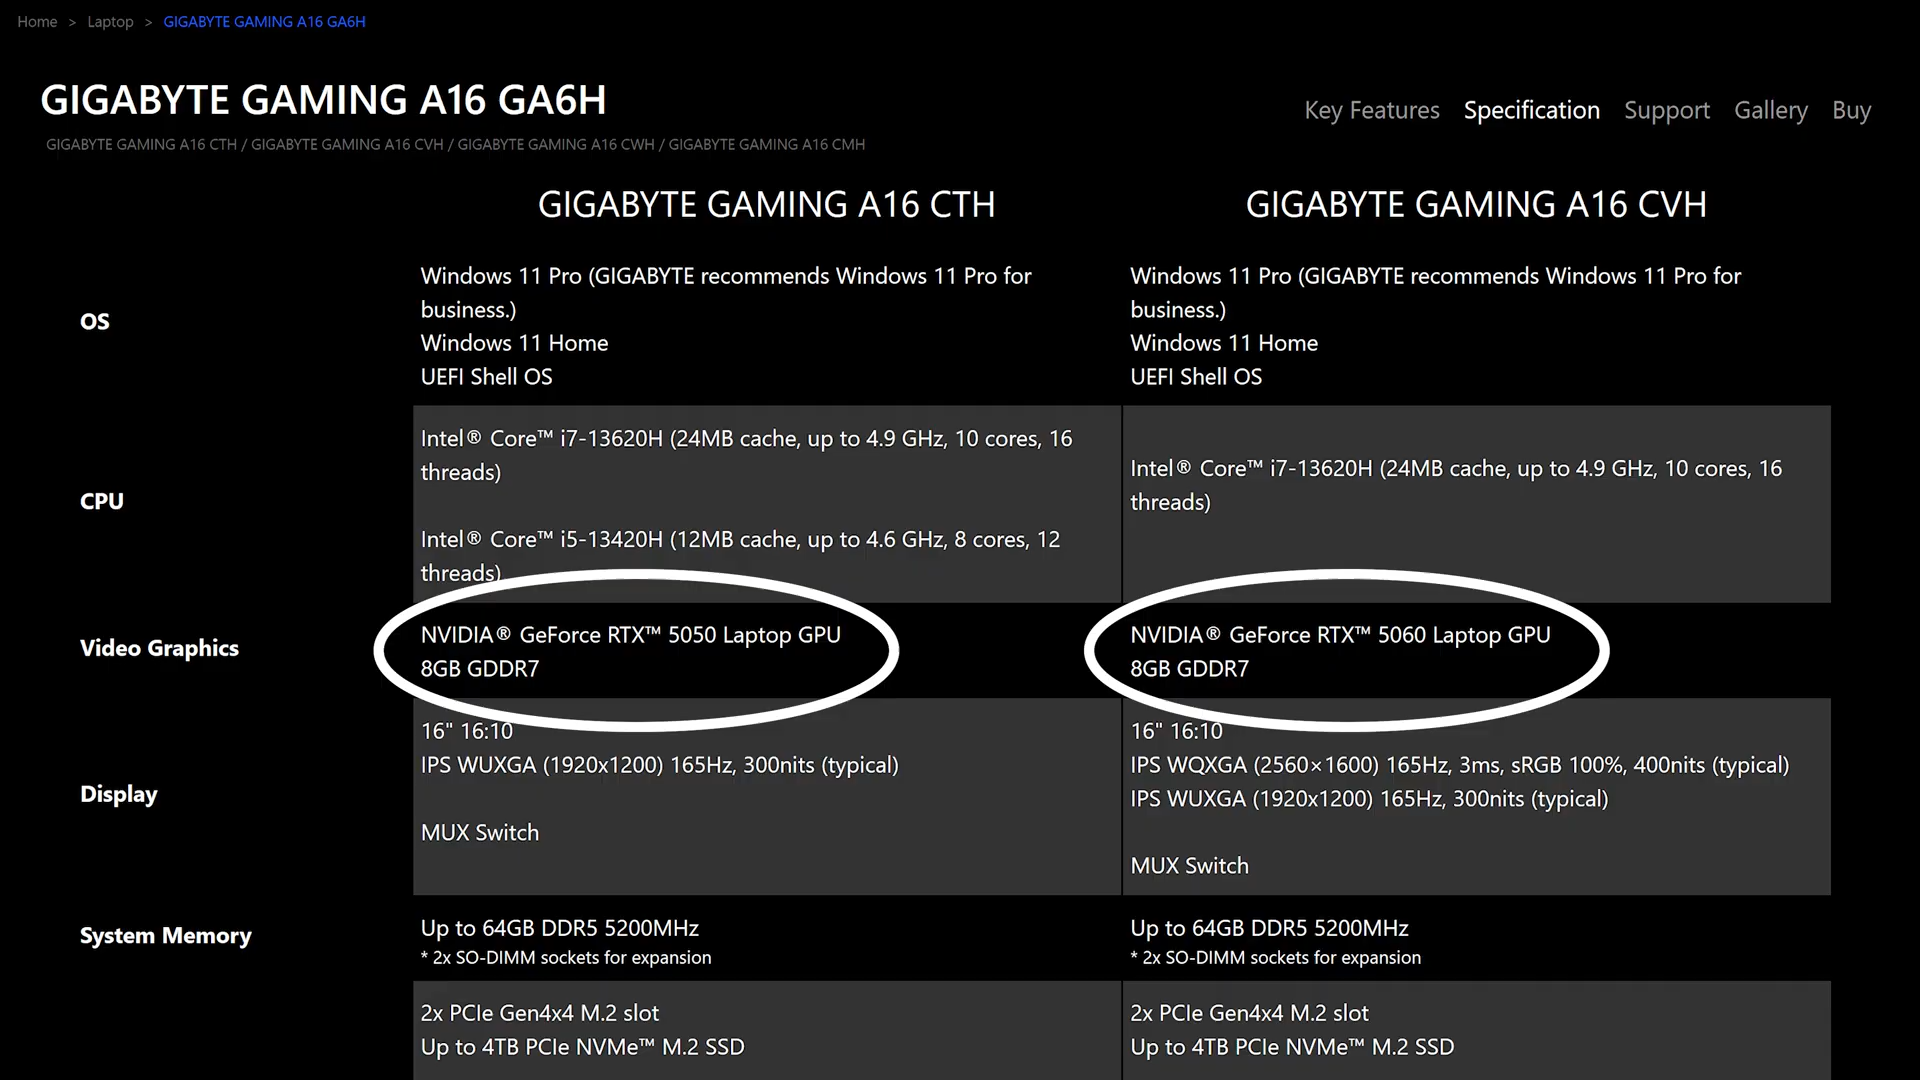 Home > Laptop > GIGABYTE GAMING A16 GA6H
GIGABYTE GAMING A16 GA6H
Key Features Specification Support Gallery Buy
GIGABYTE GAMING A16 CTH / GIGABYTE GAMING A16 CVH / GIGABYTE GAMING A16 CWH / GIGABYTE GAMING A16 CMH
GIGABYTE GAMING A16 CTH
GIGABYTE GAMING A16 CVH
OS
Windows 11 Pro (GIGABYTE recommends Windows 11 Pro for
business.)
Windows 11 Home
UEFI Shell OS
Windows 11 Pro (GIGABYTE recommends Windows 11 Pro for
business.)
Windows 11 Home
UEFI Shell OS
CPU
Intel® Core™ i7-13620H (24MB cache, up to 4.9 GHz, 10 cores, 16
threads)
Intel® Core™ i5-13420H (12MB cache, up to 4.6 GHz, 8 cores, 12
threads)
Intel® Core™ i7-13620H (24MB cache, up to 4.9 GHz, 10 cores, 16
threads)
Video Graphics
NVIDIA® GeForce RTX™ 5050 Laptop GPU
8GB GDDR7
NVIDIA® GeForce RTX™ 5060 Laptop GPU
8GB GDDR7
Display
16" 16:10
IPS WUXGA (1920x1200) 165Hz, 300nits (typical)
MUX Switch
16" 16:10
IPS WQXGA (2560×1600) 165Hz, 3ms, sRGB 100%, 400nits (typical)
IPS WUXGA (1920x1200) 165Hz, 300nits (typical)
MUX Switch
System Memory
Up to 64GB DDR5 5200MHz
* 2x SO-DIMM sockets for expansion
Up to 64GB DDR5 5200MHz
* 2x SO-DIMM sockets for expansion
2x PCIe Gen4x4 M.2 slot
Up to 4TB PCIe NVMe™ M.2 SSD
2x PCIe Gen4x4 M.2 slot
Up to 4TB PCIe NVMe™ M.2 SSD